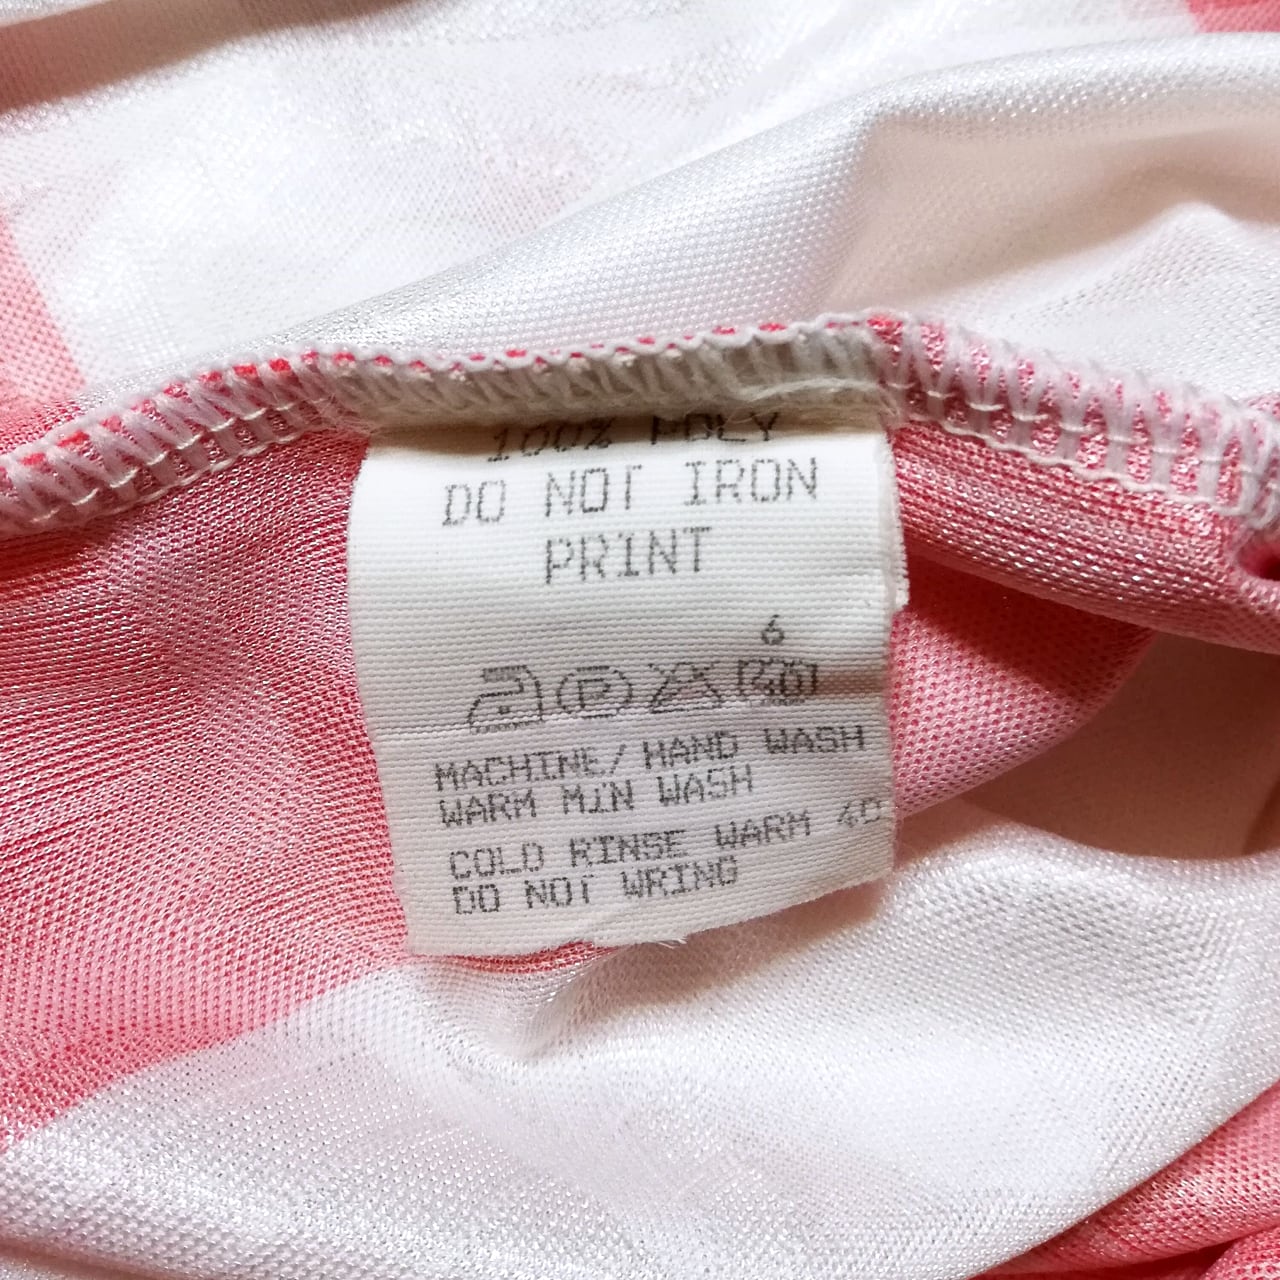 100% POLY
DO NOT IRON
PRINT
6
P 40
MACHINE/HAND WASH
WARM MIN WASH
COLD RINSE WARM 40
DO NOT WRING